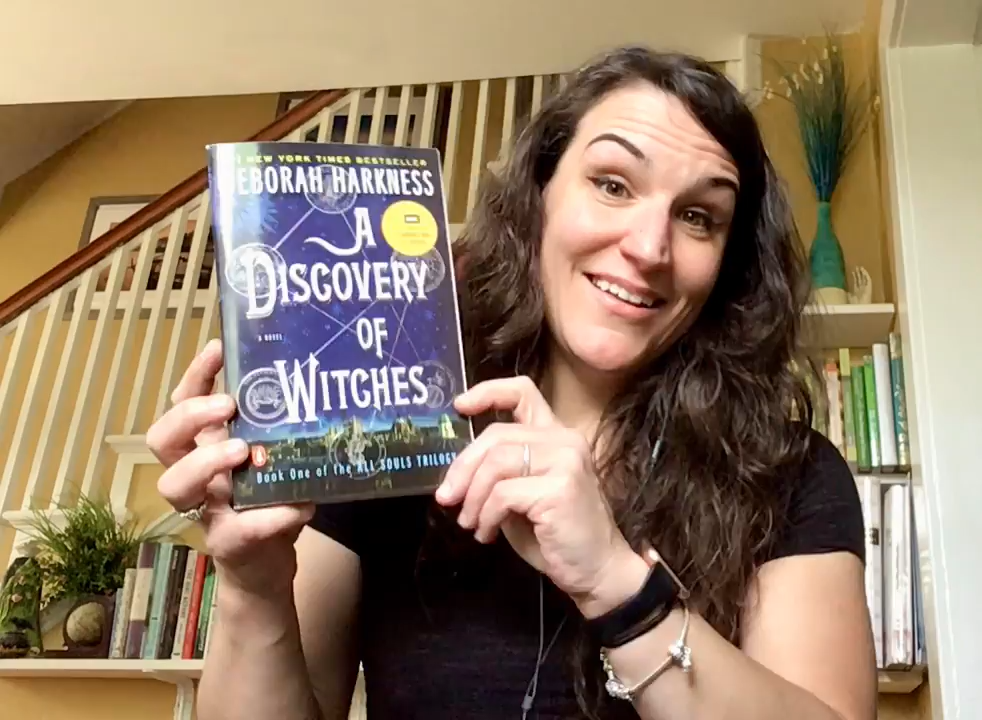 NEW YORK TIMES BESTSELLER
DEBORAH HARKNESS
A
DISCOVERY
OF
WITCHES
A NOVEL
Book One of the ALL SOULS TRILOGY